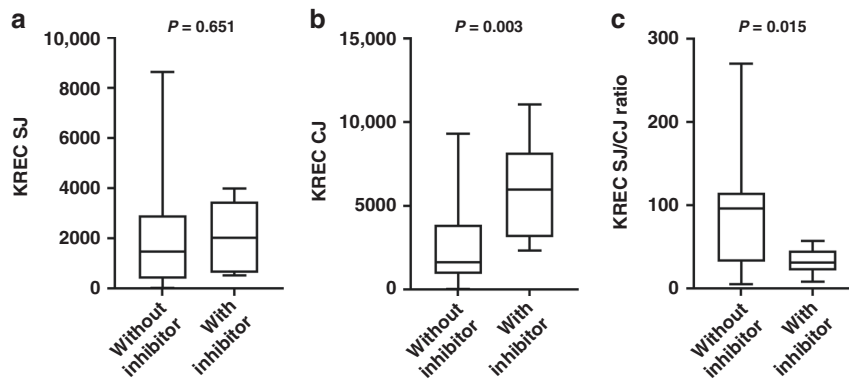 a
P = 0.651
KREC SJ
10,000
8000
6000
4000
2000
0
Without
inhibitor
With
inhibitor
b
P = 0.003
KREC CJ
15,000
10,000
5000
0
Without
inhibitor
With
inhibitor
c
P = 0.015
KREC SJ/CJ ratio
300
200
100
0
Without
inhibitor
With
inhibitor